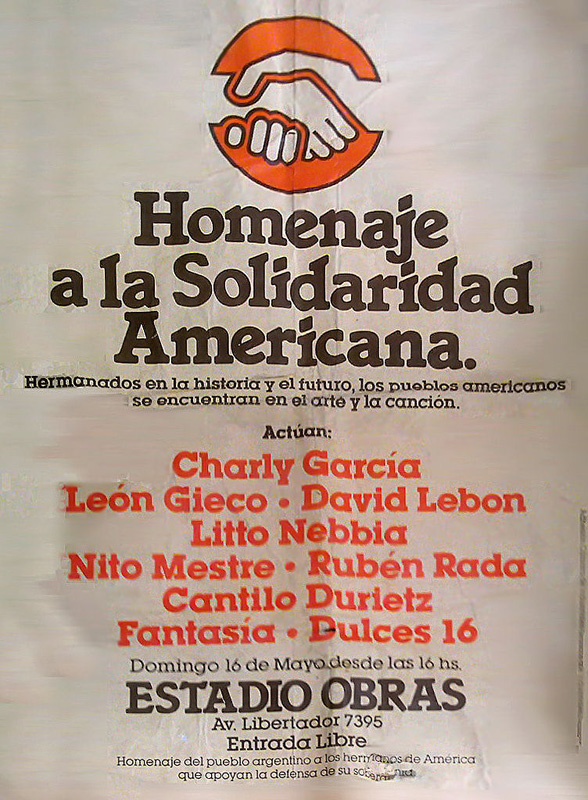 Homenaje
a la Solidaridad
Americana.
Hermanados en la historia y el futuro, los pueblos americanos
se encuentran en el arte y la canción.
Actúan:
Charly García
León Gieco • David Lebon
Litto Nebbia
Nito Mestre • Rubén Rada
Cantilo Durietz
Fantasía • Dulces 16
Domingo 16 de Mayo desde las 16 hs.
ESTADIO OBRAS
Av. Libertador 7395
Entrada Libre
Homenaje del pueblo argentino a los hermanos de América
que apoyan la defensa de su